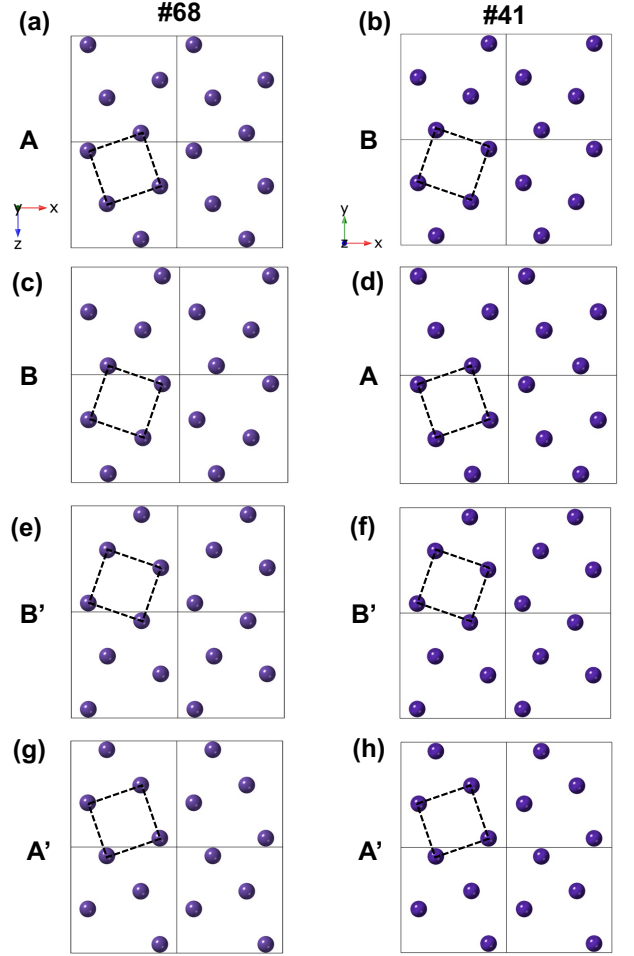 #68 #41
(a) (b)
A B
y x
z
y
z x
(c) (d)
B A
(e) (f)
B’ B’
(g) (h)
A’ A’